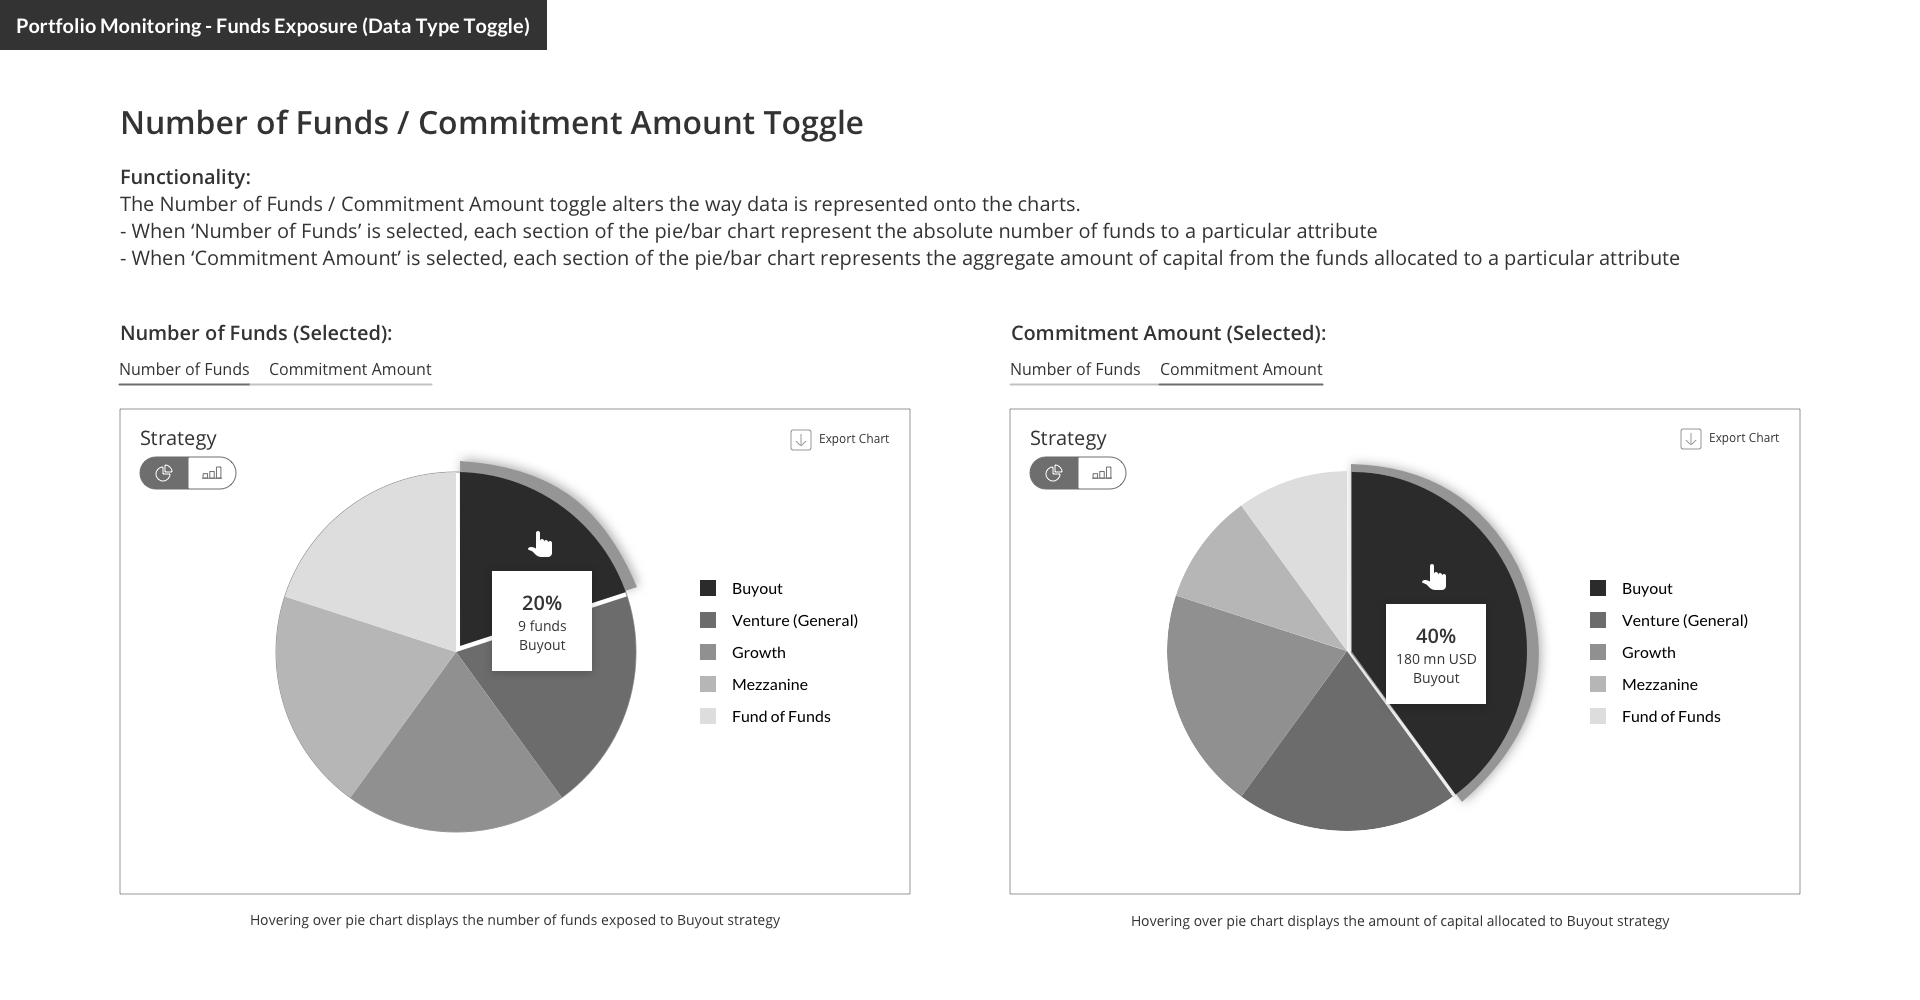 Portfolio Monitoring - Funds Exposure (Data Type Toggle)
Number of Funds / Commitment Amount Toggle
Functionality:
The Number of Funds / Commitment Amount toggle alters the way data is represented onto the charts.
- When ‘Number of Funds’ is selected, each section of the pie/bar chart represent the absolute number of funds to a particular attribute
- When ‘Commitment Amount’ is selected, each section of the pie/bar chart represents the aggregate amount of capital from the funds allocated to a particular attribute
Number of Funds (Selected):
Number of Funds Commitment Amount
Strategy
Export Chart
20%
9 funds
Buyout
Buyout
Venture (General)
Growth
Mezzanine
Fund of Funds
Hovering over pie chart displays the number of funds exposed to Buyout strategy
Commitment Amount (Selected):
Number of Funds Commitment Amount
Strategy
Export Chart
40%
180 mn USD
Buyout
Buyout
Venture (General)
Growth
Mezzanine
Fund of Funds
Hovering over pie chart displays the amount of capital allocated to Buyout strategy